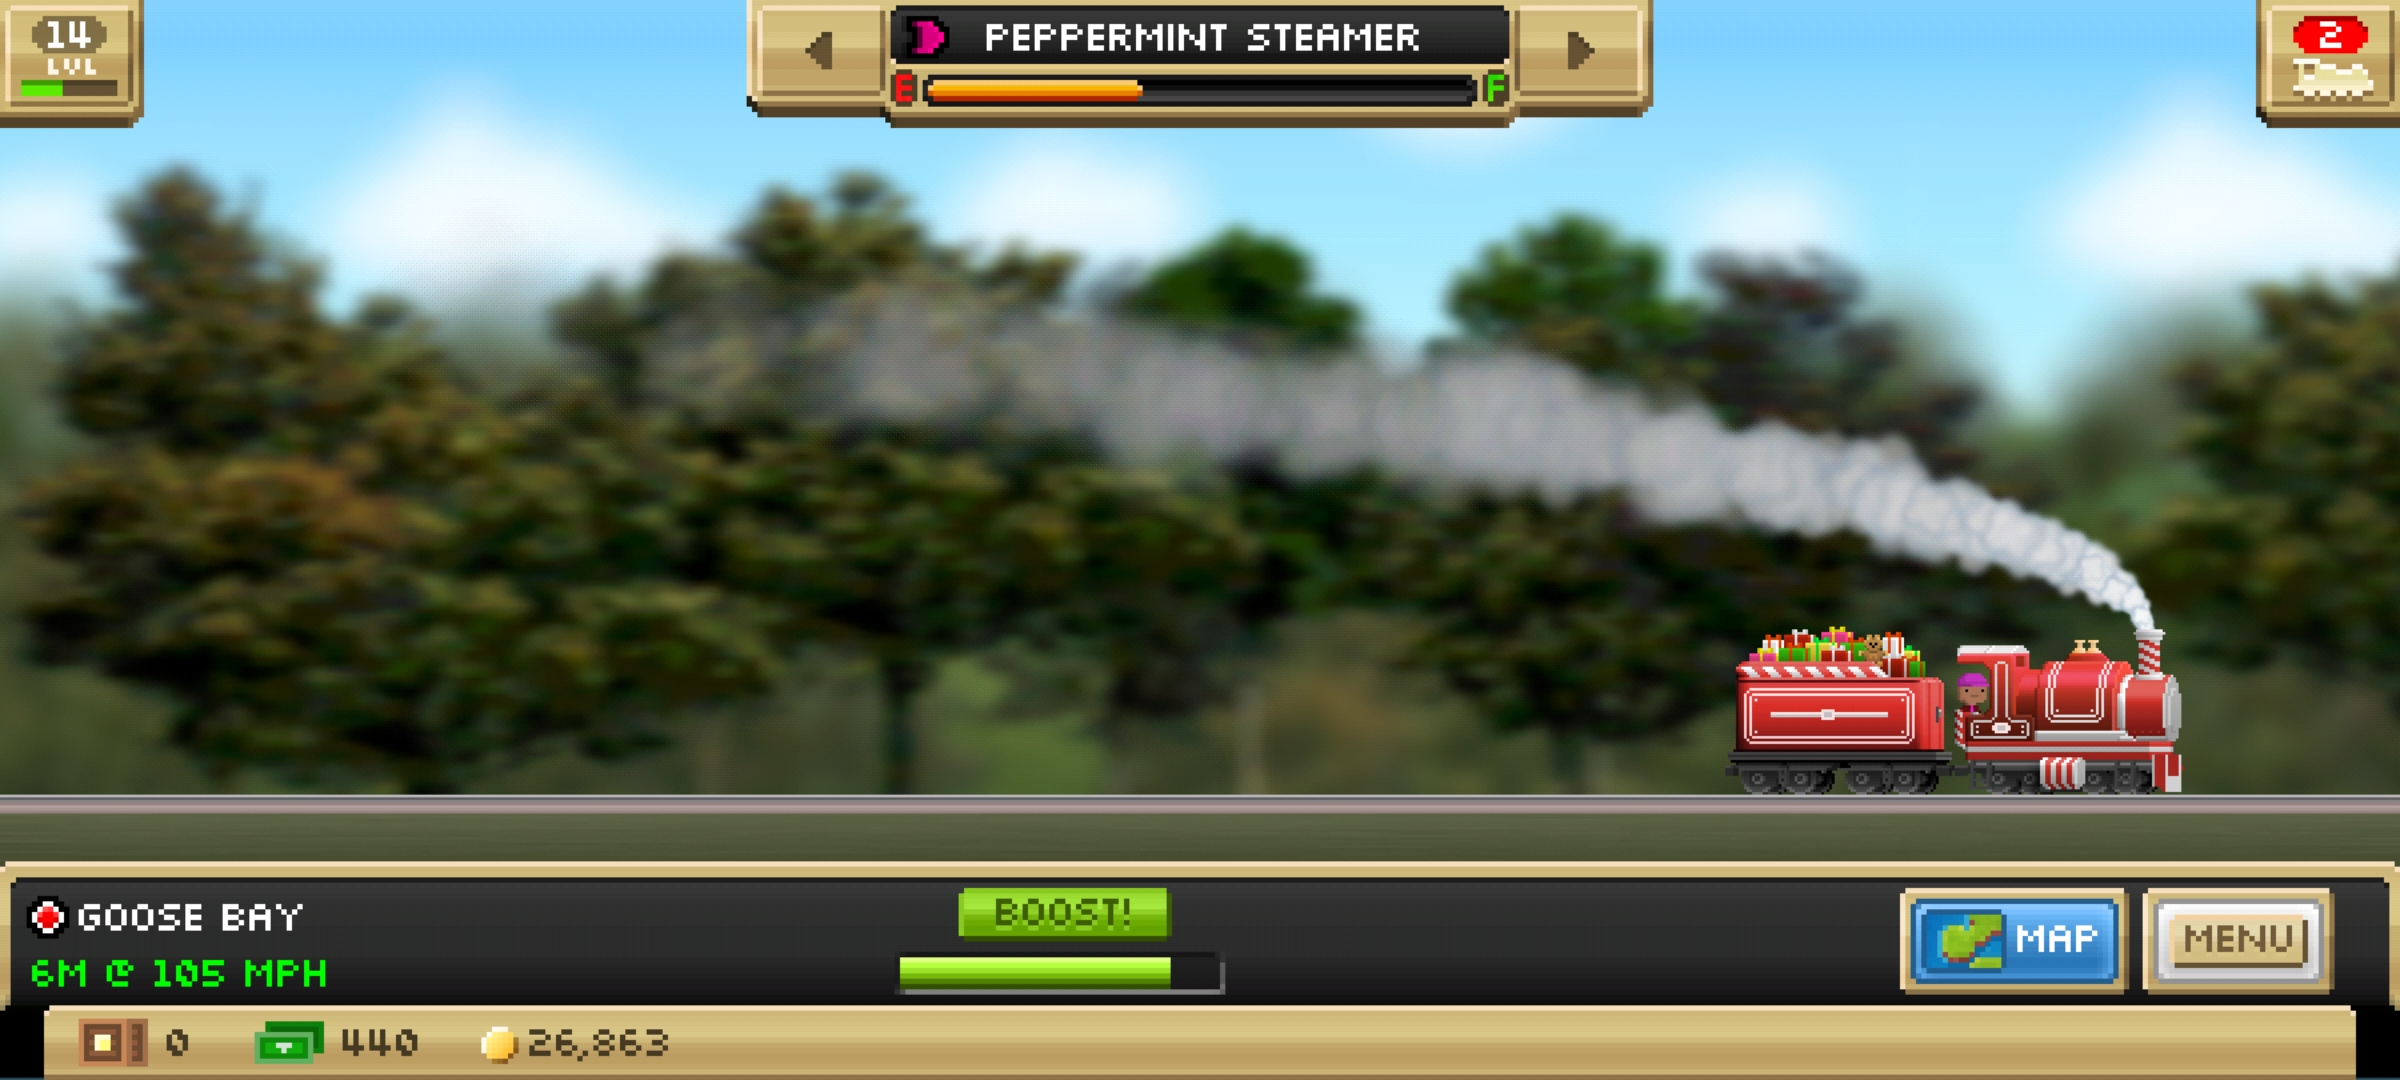 14
LVL
PEPPERMINT STEAMER
E F
2
GOOSE BAY
6M @ 105 MPH
BOOST!
MAP
MENU
0 440 26,863